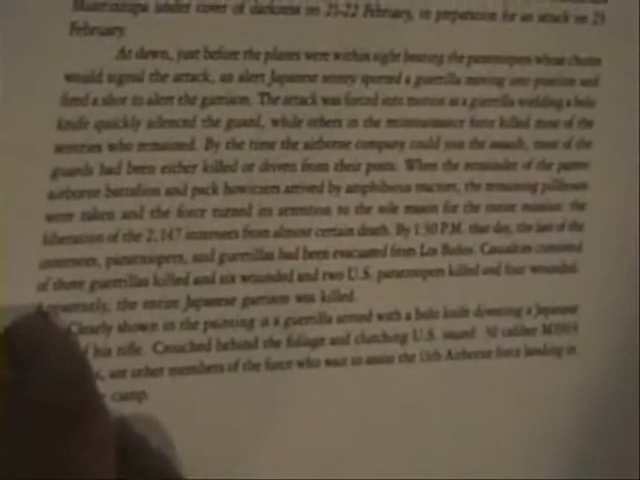 under cover of darkness on 21-22 February, in preparation for an attack on 23
February.
At dawn, just before the planes were within sight bearing the paratroopers whose chutes
would signal the attack, an alert Japanese sentry spotted a guerrilla moving into position and
fired a shot to alert the garrison. The attack was forced into motion as a guerrilla wielding a bolo
knife quickly silenced the guard, while others in the reconnaissance force killed most of the
sentries who remained. By the time the airborne company could join the assault, most of the
guards had been either killed or driven from their posts. When the remainder of the
airborne battalion and pack howitzers arrived by amphibious tractors, the remaining pillboxes
were taken and the force turned its attention to the sole reason for the entire mission: the
liberation of the 2,147 internees from almost certain death. By 1:30 P.M. that day, the last of the
internees, paratroopers, and guerrillas had been evacuated from Los Baños. Casualties consisted
of three guerrillas killed and six wounded and two U.S. paratroopers killed and four wounded.
Apparently, the entire Japanese garrison was killed.
Clearly shown in the painting is a guerrilla armed with a bolo knife downing a Japanese
his rifle. Crouched behind the foliage and clutching U.S. issued .30 caliber M1903
are other members of the force who wait to assist the 11th Airborne force landing at
camp.